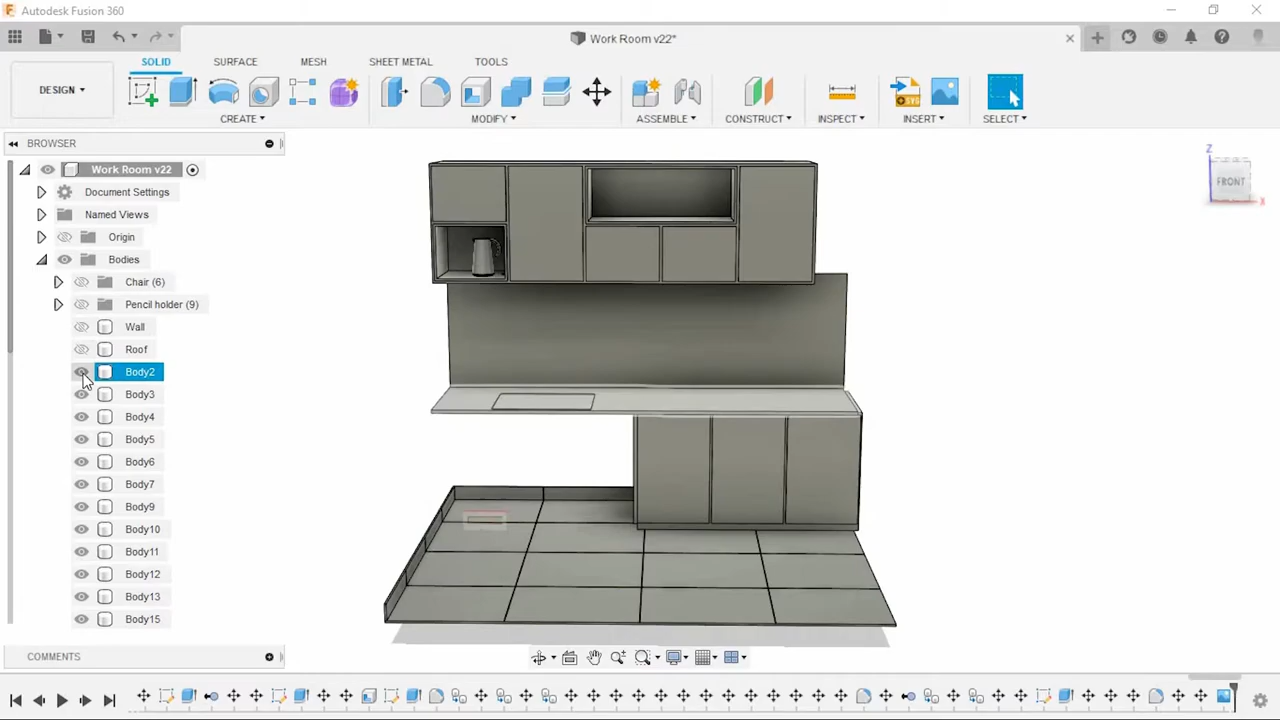 Autodesk Fusion 360
Work Room v22*
SOLID SURFACE MESH SHEET METAL TOOLS
DESIGN
CREATE MODIFY ASSEMBLE CONSTRUCT INSPECT INSERT SELECT
BROWSER
Work Room v22
Document Settings
Named Views
Origin
Bodies
Chair (6)
Pencil holder (9)
Wall
Roof
Body2
Body3
Body4
Body5
Body6
Body7
Body9
Body10
Body11
Body12
Body13
Body15
COMMENTS
Z
FRONT
X